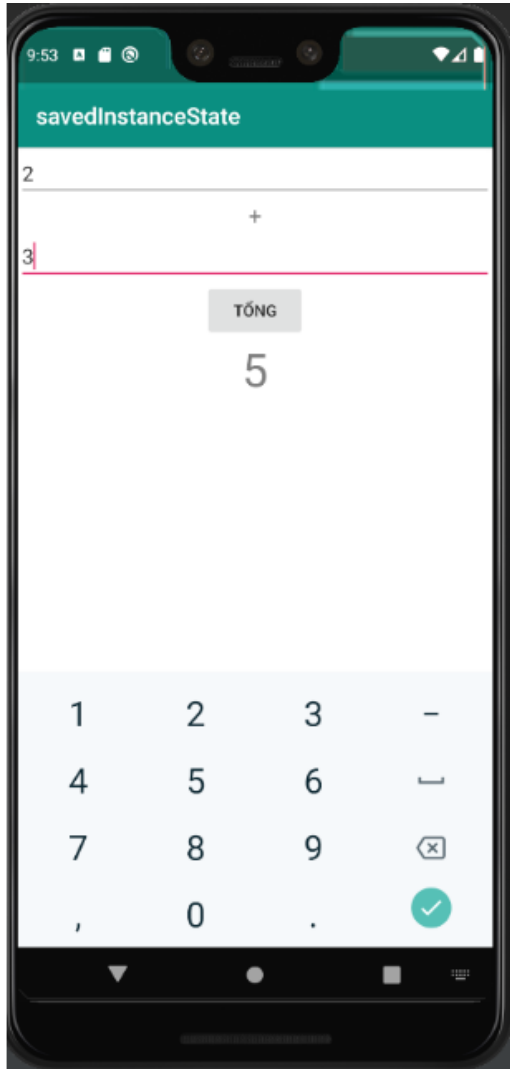 9:53
savedInstanceState
2
+
3
TỔNG
5
1 2 3 –
4 5 6
7 8 9
, 0 .